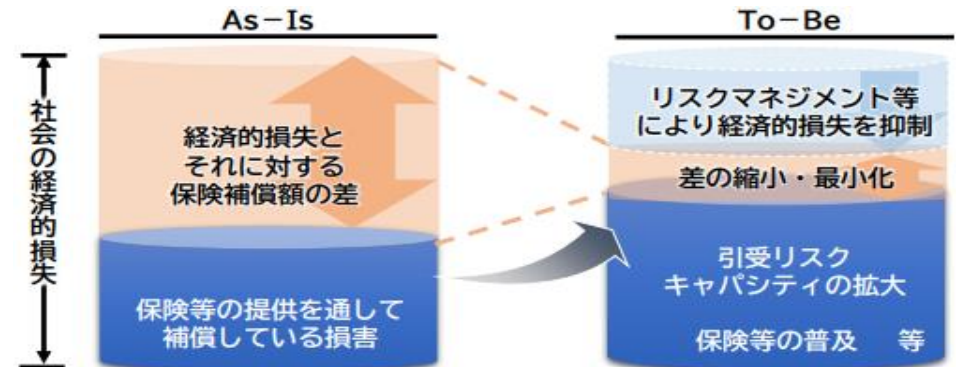 As−Is
To−Be
社会の経済的損失
経済的損失と
それに対する
保険補償額の差
保険等の提供を通して
補償している損害
リスクマネジメント等
により経済的損失を抑制
差の縮小・最小化
引受リスク
キャパシティの拡大
保険等の普及　等